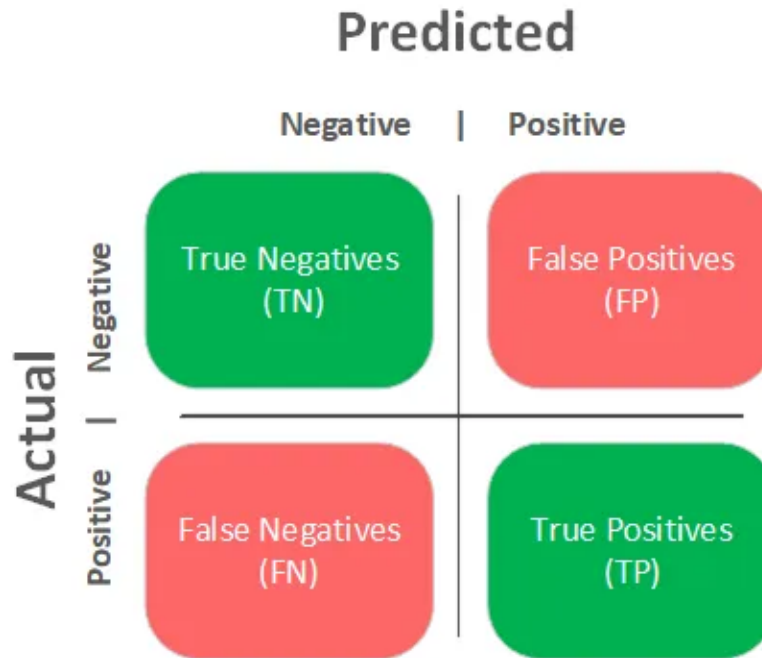 Predicted
Negative | Positive
Actual
Negative | Positive
True Negatives
(TN)
False Positives
(FP)
False Negatives
(FN)
True Positives
(TP)